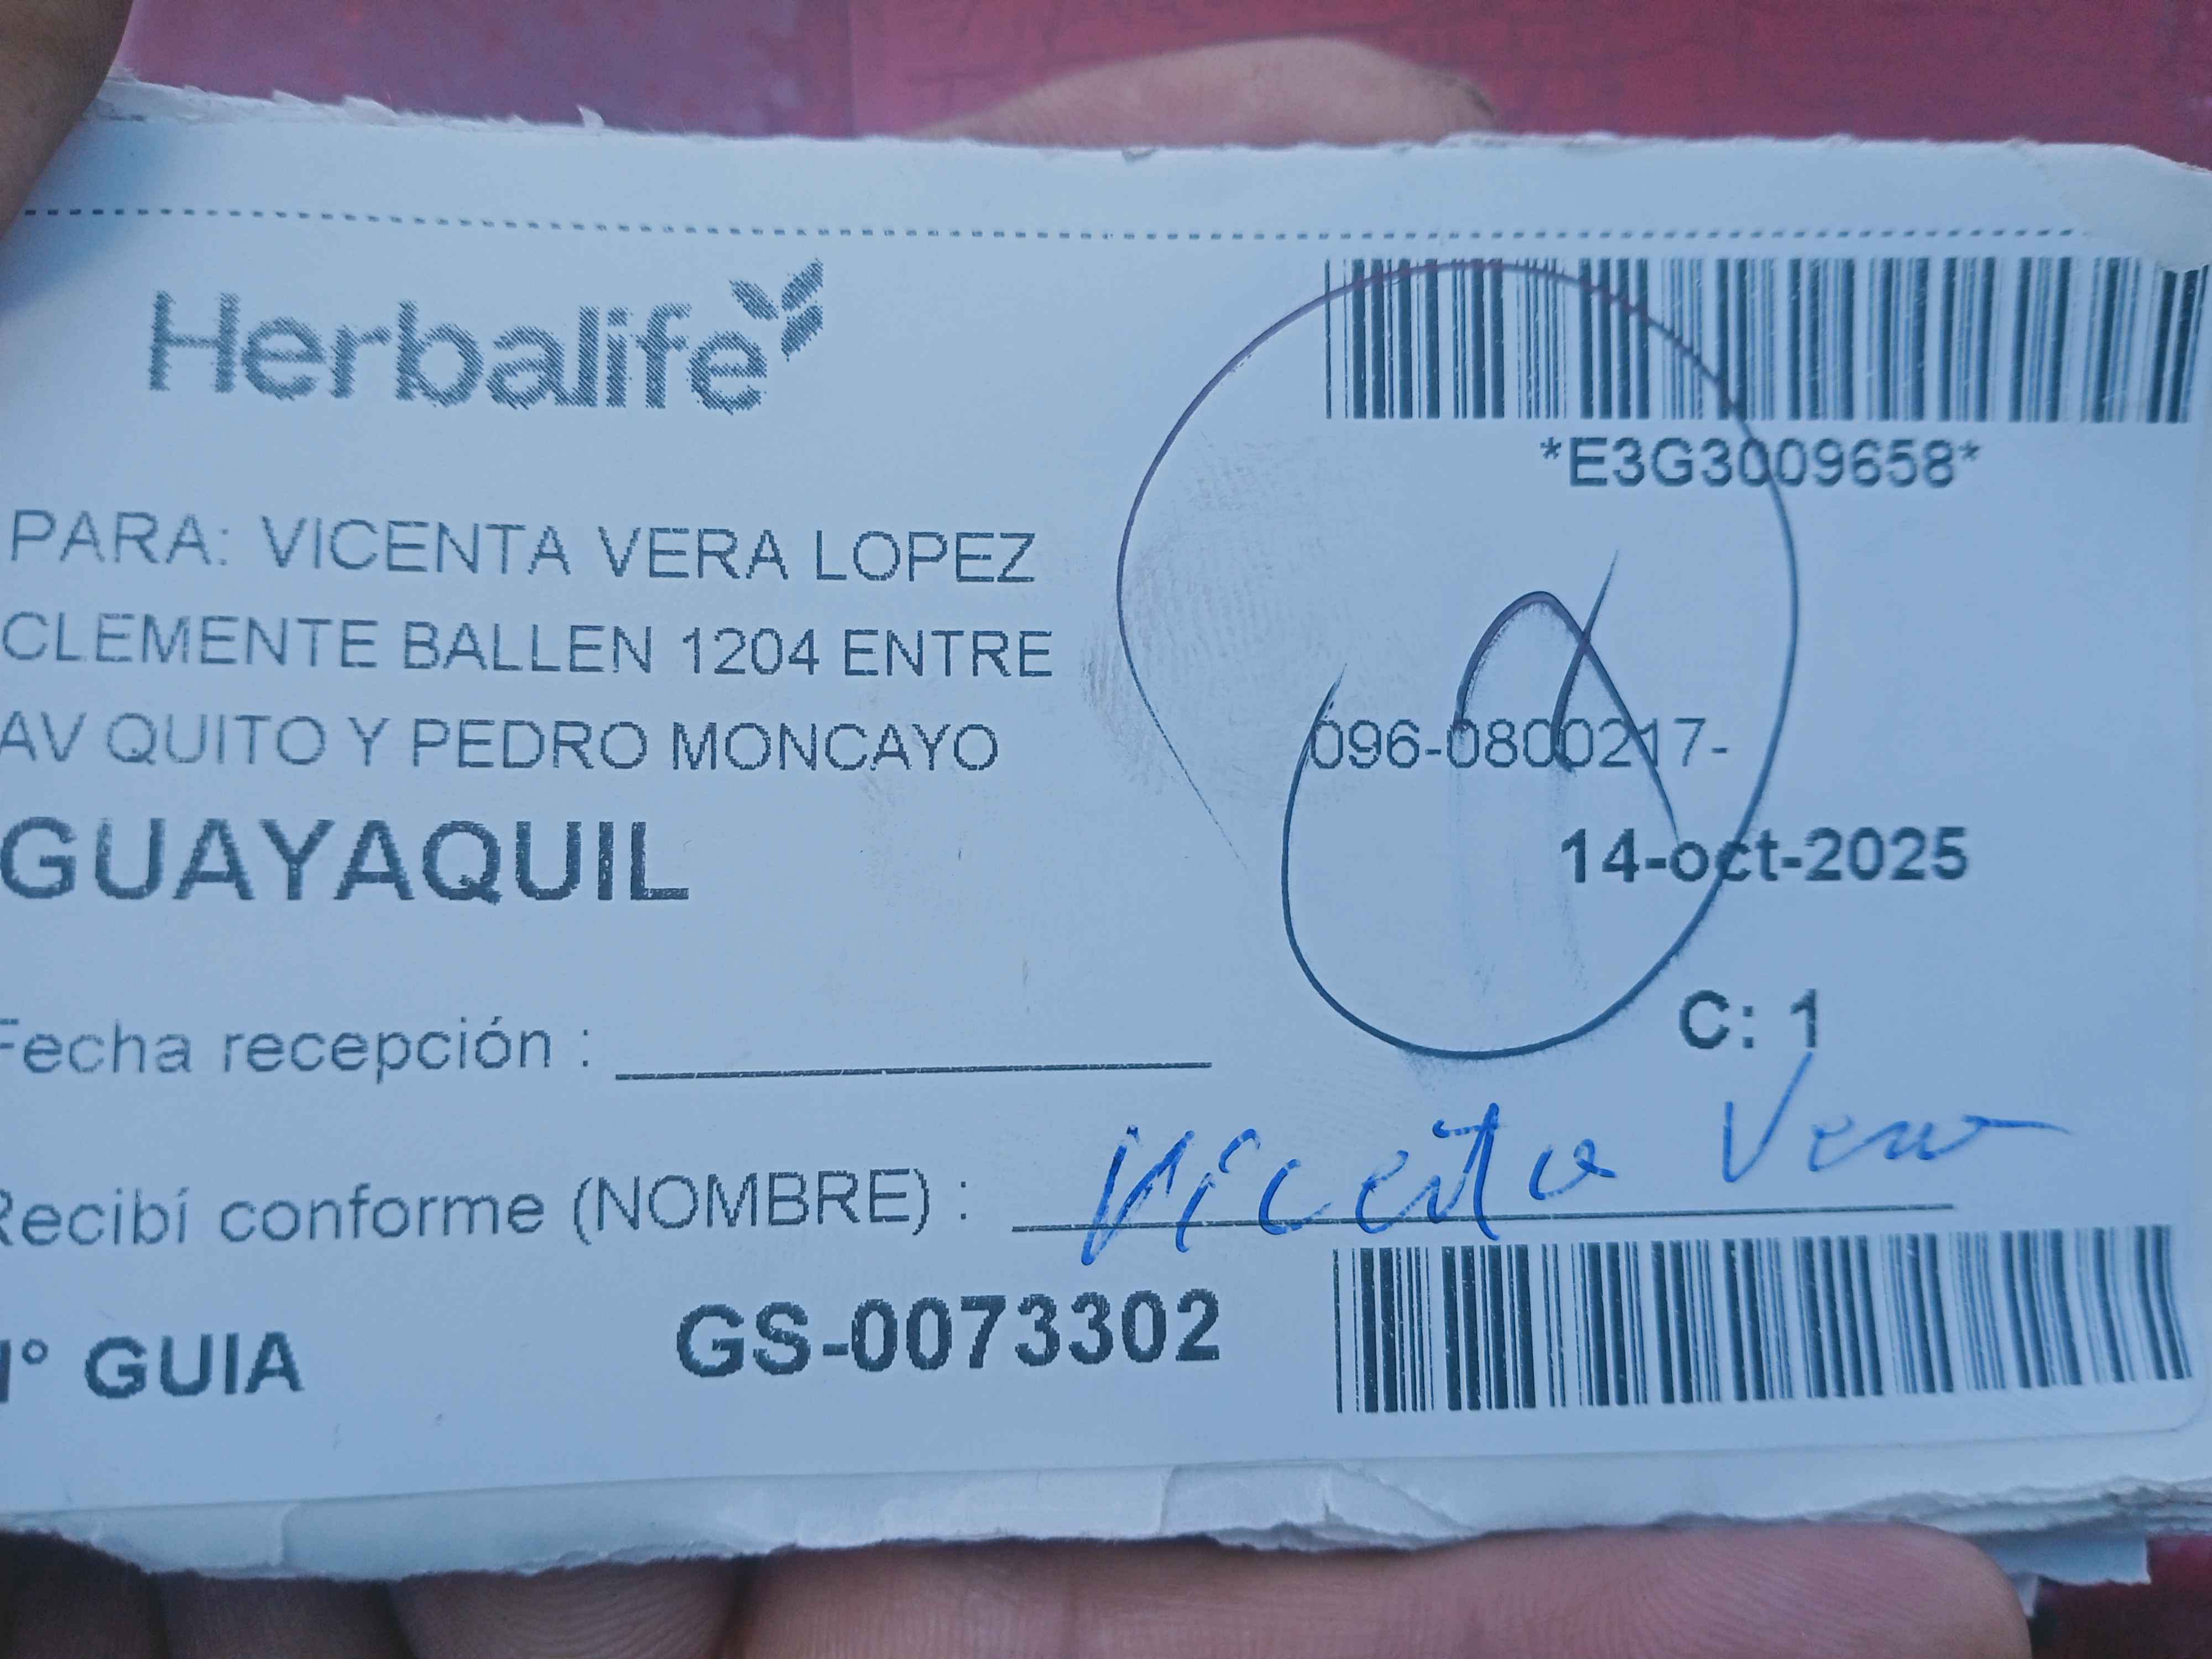 Herbalife
*E3G3009658*
PARA: VICENTA VERA LOPEZ
CLEMENTE BALLEN 1204 ENTRE
AV QUITO Y PEDRO MONCAYO
096-0800217-
GUAYAQUIL
14-oct-2025
C: 1
Fecha recepción :
Recibí conforme (NOMBRE) : Vicenta Vera
N° GUIA GS-0073302